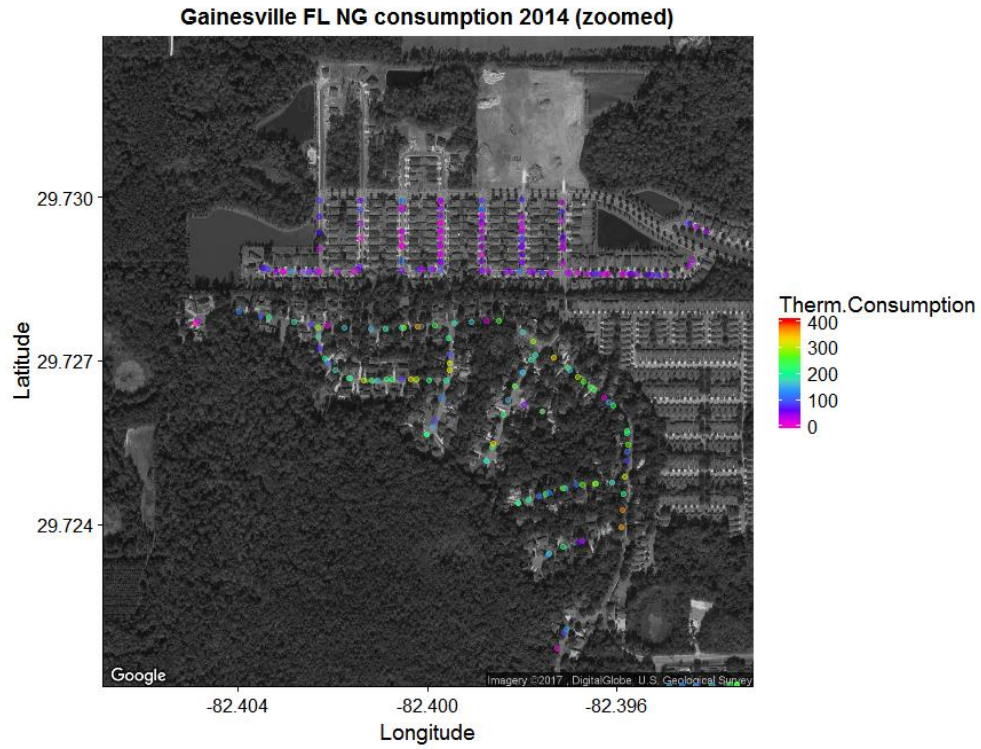 Gainesville FL NG consumption 2014 (zoomed)
29.730
29.727
29.724
Latitude
-82.404
-82.400
-82.396
Longitude
Therm.Consumption
400
300
200
100
0
Google
Imagery ©2017 , DigitalGlobe, U.S. Geological Survey